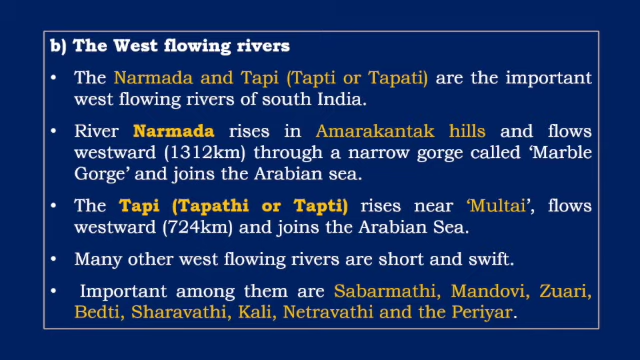 b) The West flowing rivers
• The Narmada and Tapi (Tapti or Tapati) are the important
west flowing rivers of south India.
• River Narmada rises in Amarakantak hills and flows
westward (1312km) through a narrow gorge called ‘Marble
Gorge’ and joins the Arabian sea.
• The Tapi (Tapathi or Tapti) rises near ‘Multai’, flows
westward (724km) and joins the Arabian Sea.
• Many other west flowing rivers are short and swift.
• Important among them are Sabarmathi, Mandovi, Zuari,
Bedti, Sharavathi, Kali, Netravathi and the Periyar.